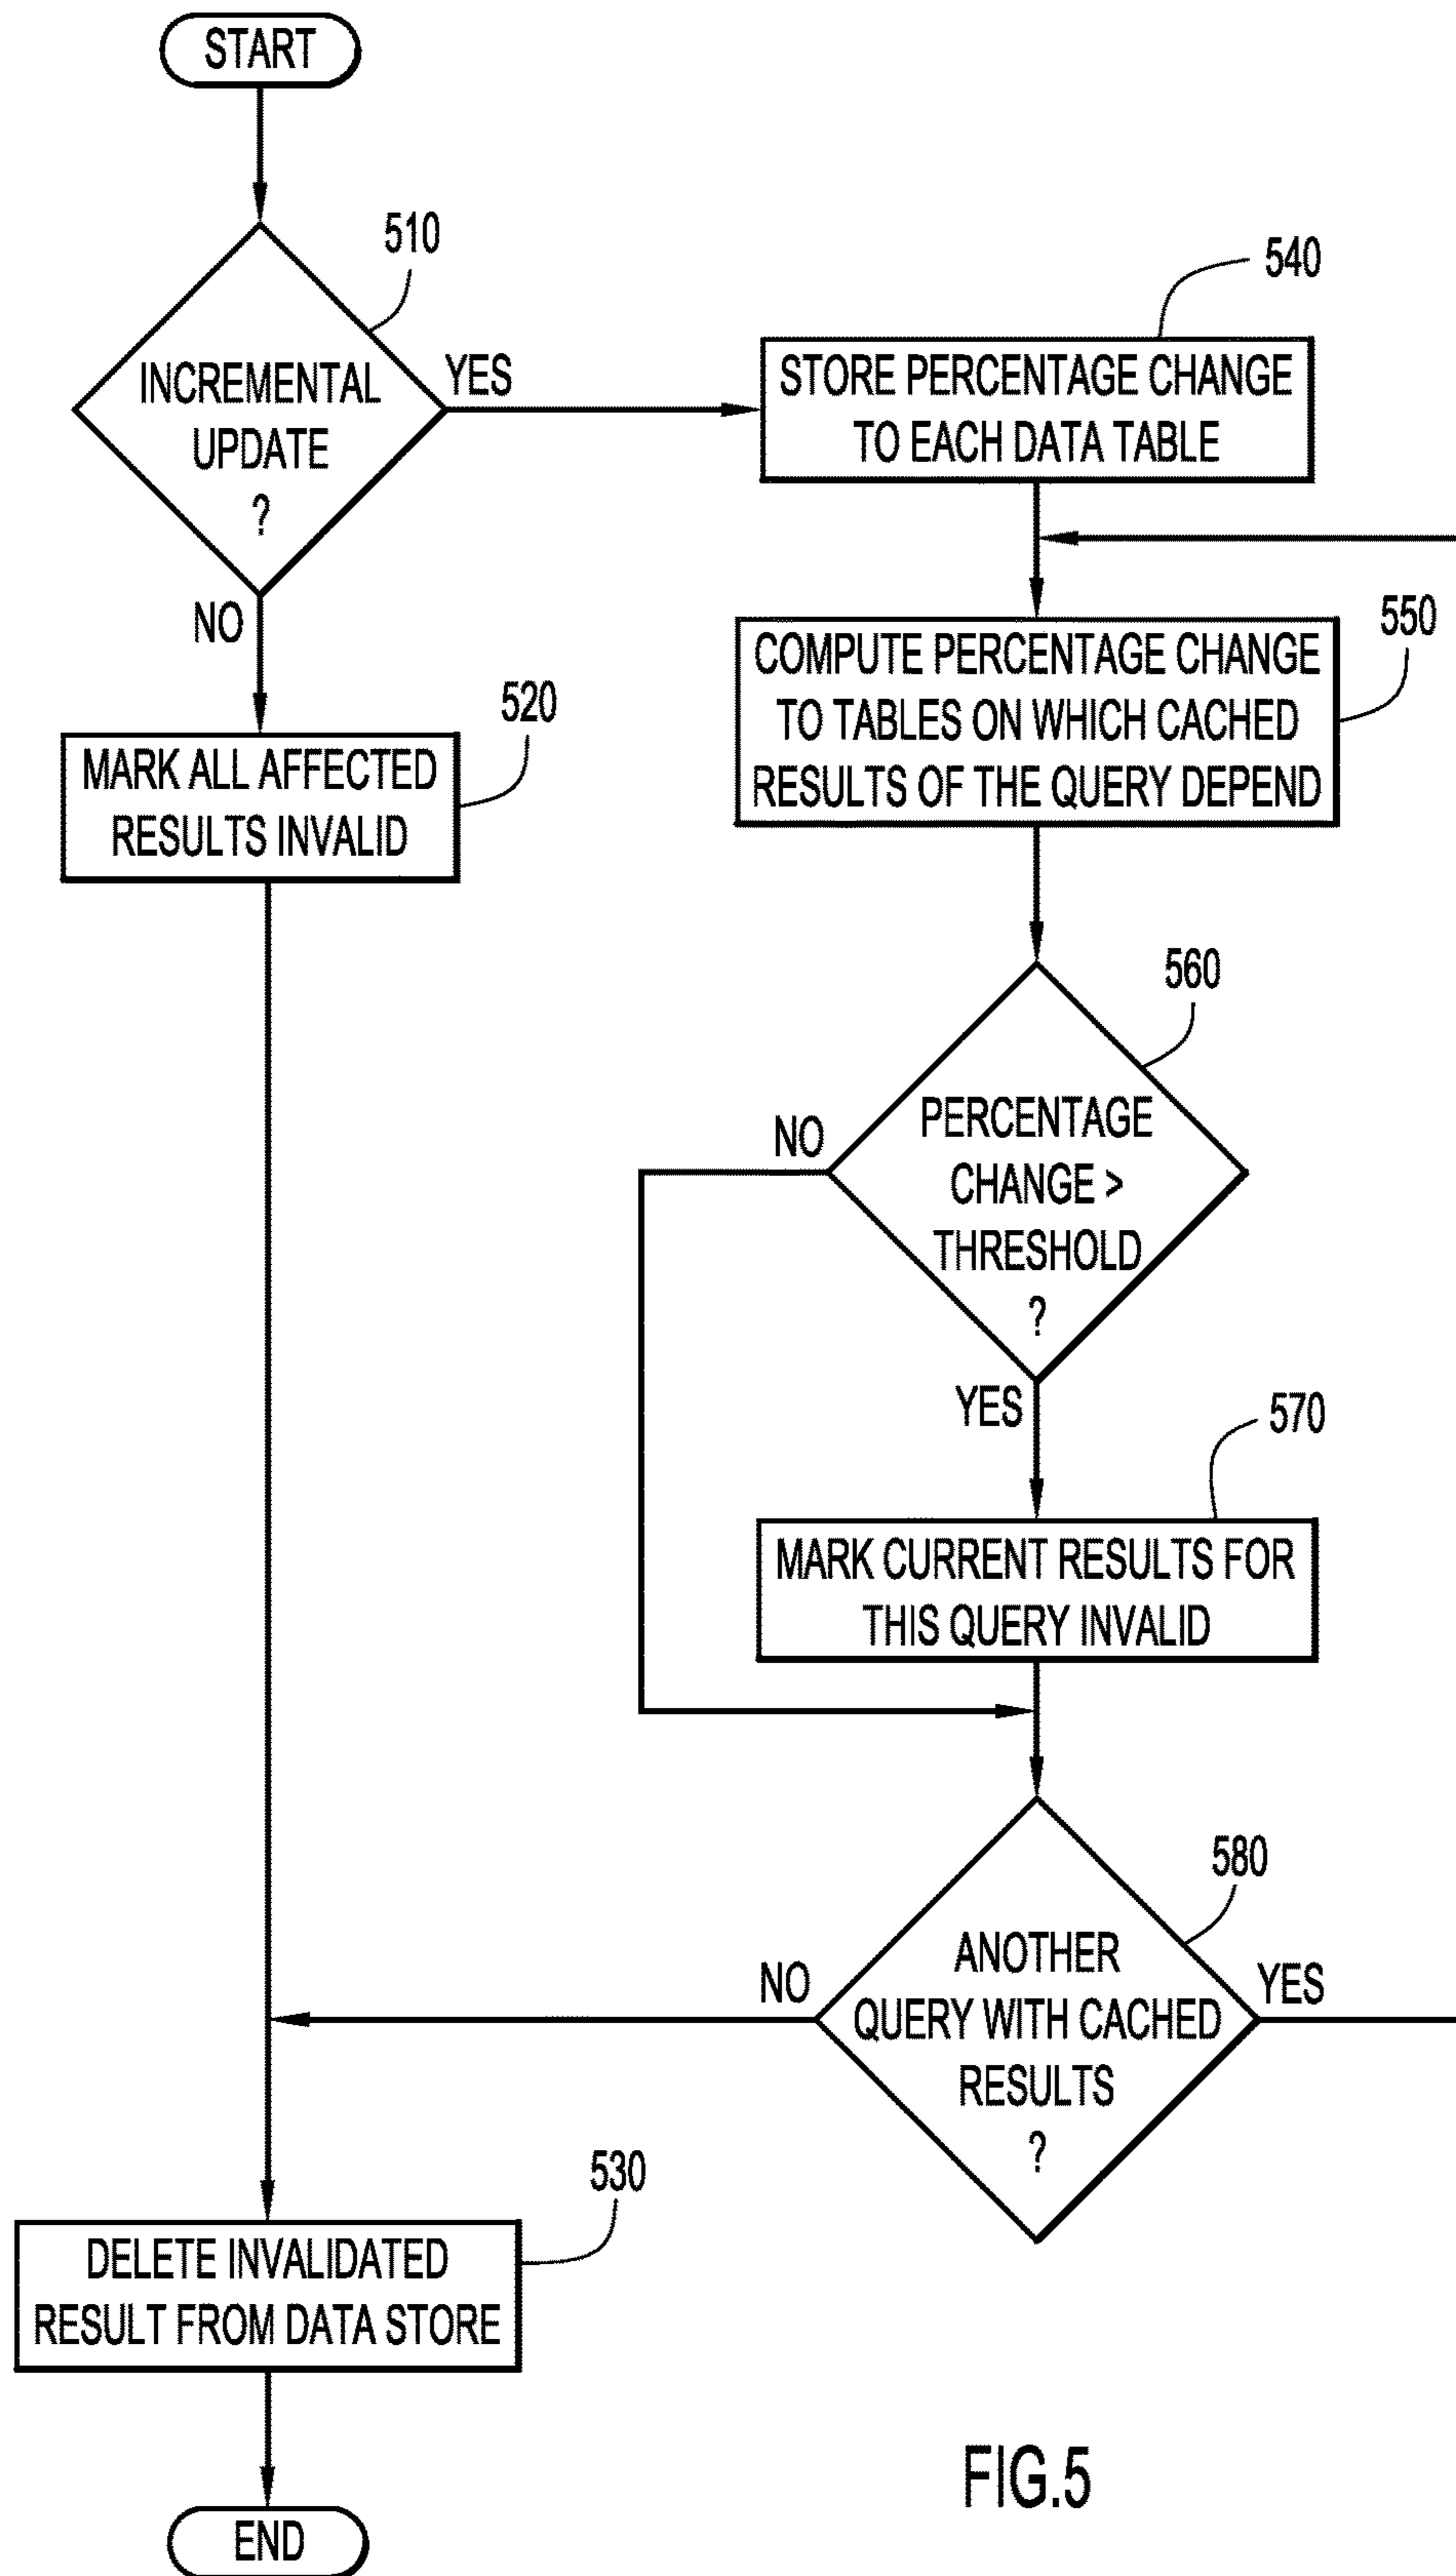 START
510
INCREMENTAL
UPDATE
?
YES
NO
520
MARK ALL AFFECTED
RESULTS INVALID
540
STORE PERCENTAGE CHANGE
TO EACH DATA TABLE
550
COMPUTE PERCENTAGE CHANGE
TO TABLES ON WHICH CACHED
RESULTS OF THE QUERY DEPEND
560
PERCENTAGE
CHANGE >
THRESHOLD
?
NO
YES
570
MARK CURRENT RESULTS FOR
THIS QUERY INVALID
580
ANOTHER
QUERY WITH CACHED
RESULTS
?
NO
YES
530
DELETE INVALIDATED
RESULT FROM DATA STORE
END
FIG.5